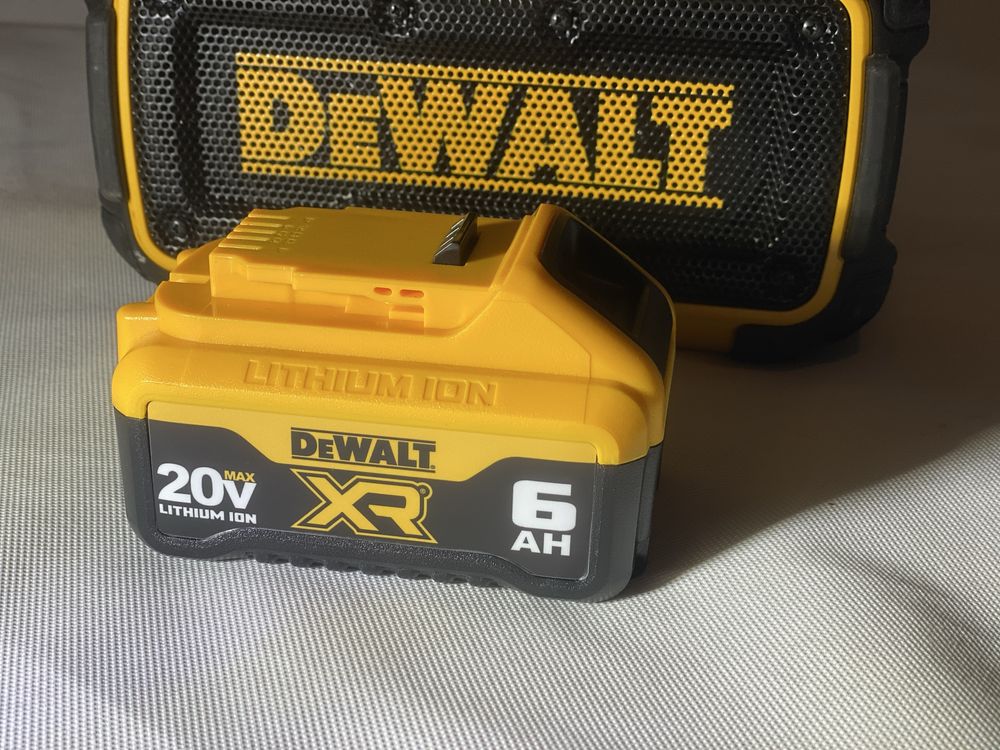 DEWALT
LITHIUM ION
DEWALT
20V MAX
LITHIUM ION
XR®
6
AH